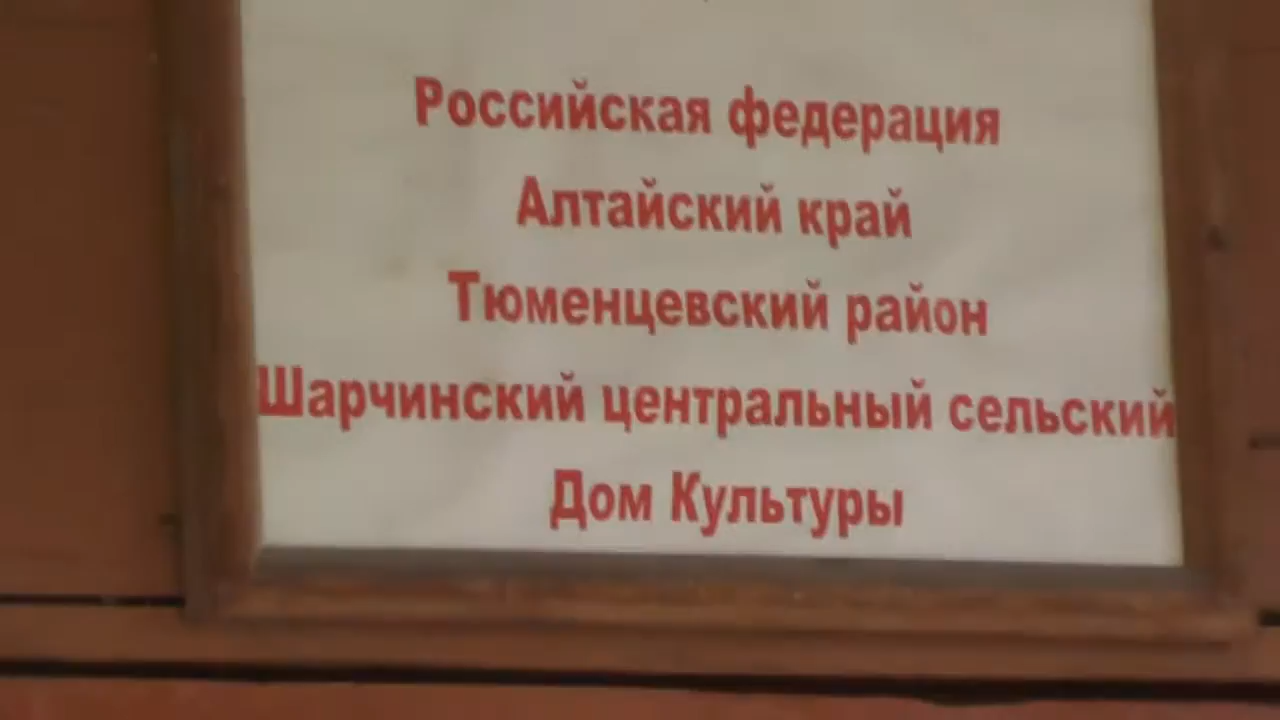 Российская федерация
Алтайский край
Тюменцевский район
Шарчинский центральный сельский
Дом Культуры